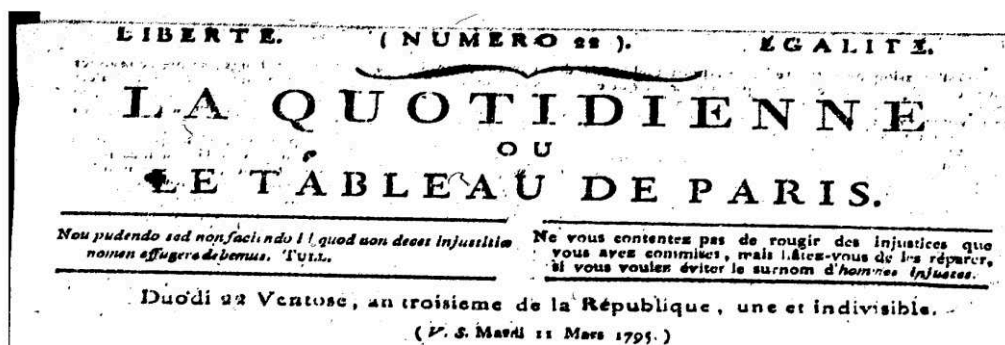 LIBERTÉ. ( NUMERO 22 ). ÉGALITÉ.
LA QUOTIDIENNE
OU
LE TABLEAU DE PARIS.
Non pudendo sed non faciendo id quod non decet injustitiæ
nomen effugere debemus. TULL.
Ne vous contentez pas de rougir des injustices que
vous avez commises, mais hâtez-vous de les réparer,
si vous voulez éviter le surnom d'hommes injustes.
Duodi 22 Ventose, an troisieme de la République, une et indivisible.
( V. S. Mardi 11 Mars 1795. )